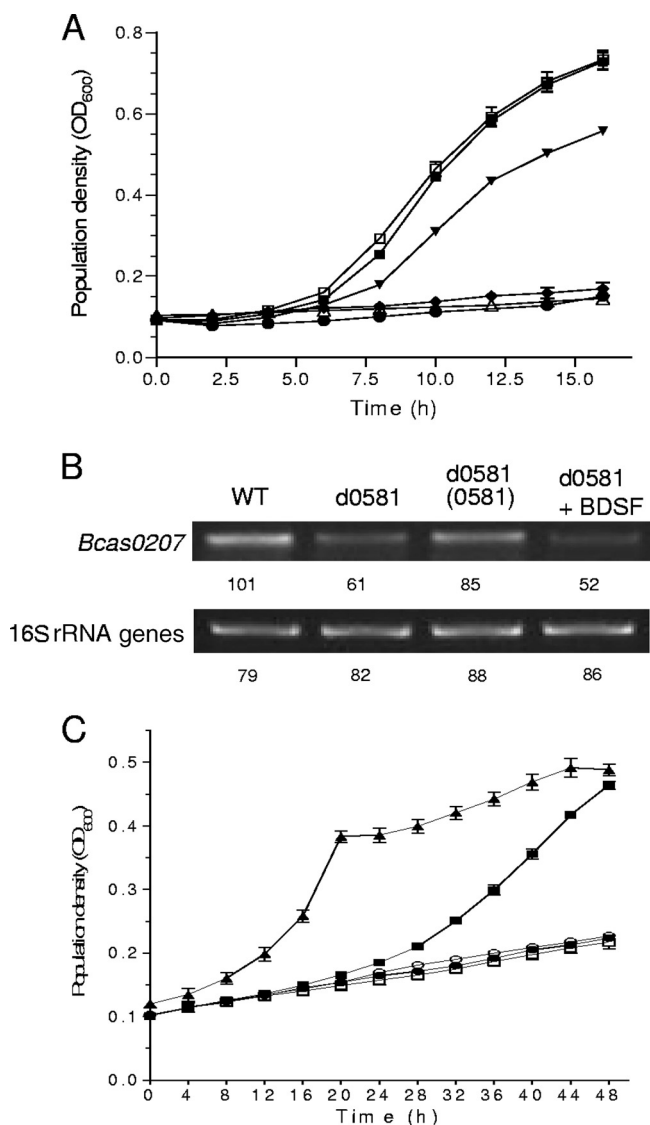 A
Population density (OD600)
0.8
0.6
0.4
0.2
0.0
0.0 2.5 5.0 7.5 10.0 12.5 15.0
Time (h)
B
WT d0581 d0581 (0581) d0581 + BDSF
Bcas0207
101 61 85 52
16S rRNA genes
79 82 88 86
C
Population density (OD600)
0.5
0.4
0.3
0.2
0.1
0.0
0 4 8 12 16 20 24 28 32 36 40 44 48
Time (h)